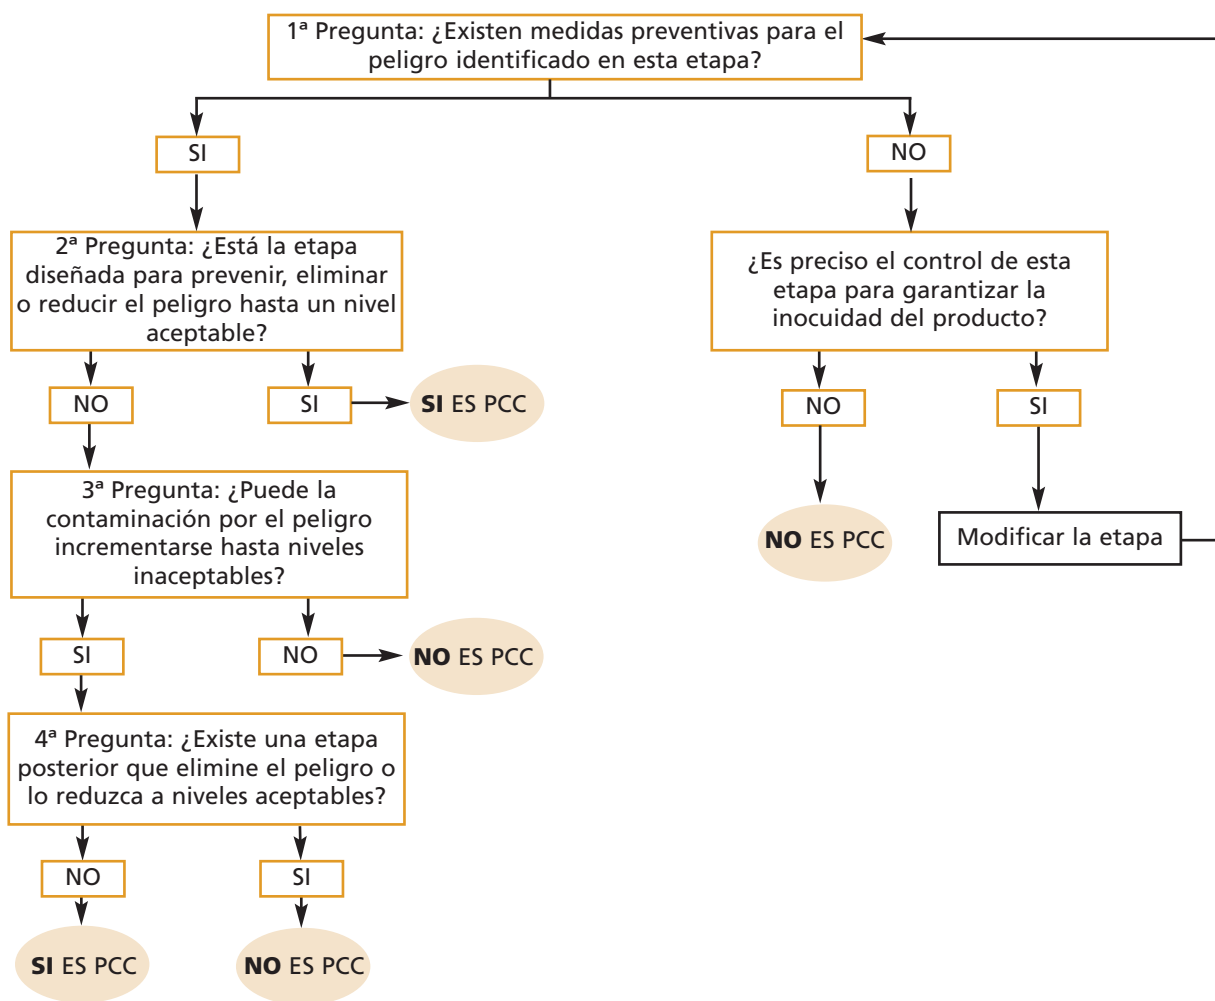 1ª Pregunta: ¿Existen medidas preventivas para el
peligro identificado en esta etapa?
SI
NO
2ª Pregunta: ¿Está la etapa
diseñada para prevenir, eliminar
o reducir el peligro hasta un nivel
aceptable?
¿Es preciso el control de esta
etapa para garantizar la
inocuidad del producto?
NO
SI
SI ES PCC
NO
SI
3ª Pregunta: ¿Puede la
contaminación por el peligro
incrementarse hasta niveles
inaceptables?
NO ES PCC
Modificar la etapa
SI
NO
NO ES PCC
4ª Pregunta: ¿Existe una etapa
posterior que elimine el peligro o
lo reduzca a niveles aceptables?
NO
SI
SI ES PCC
NO ES PCC